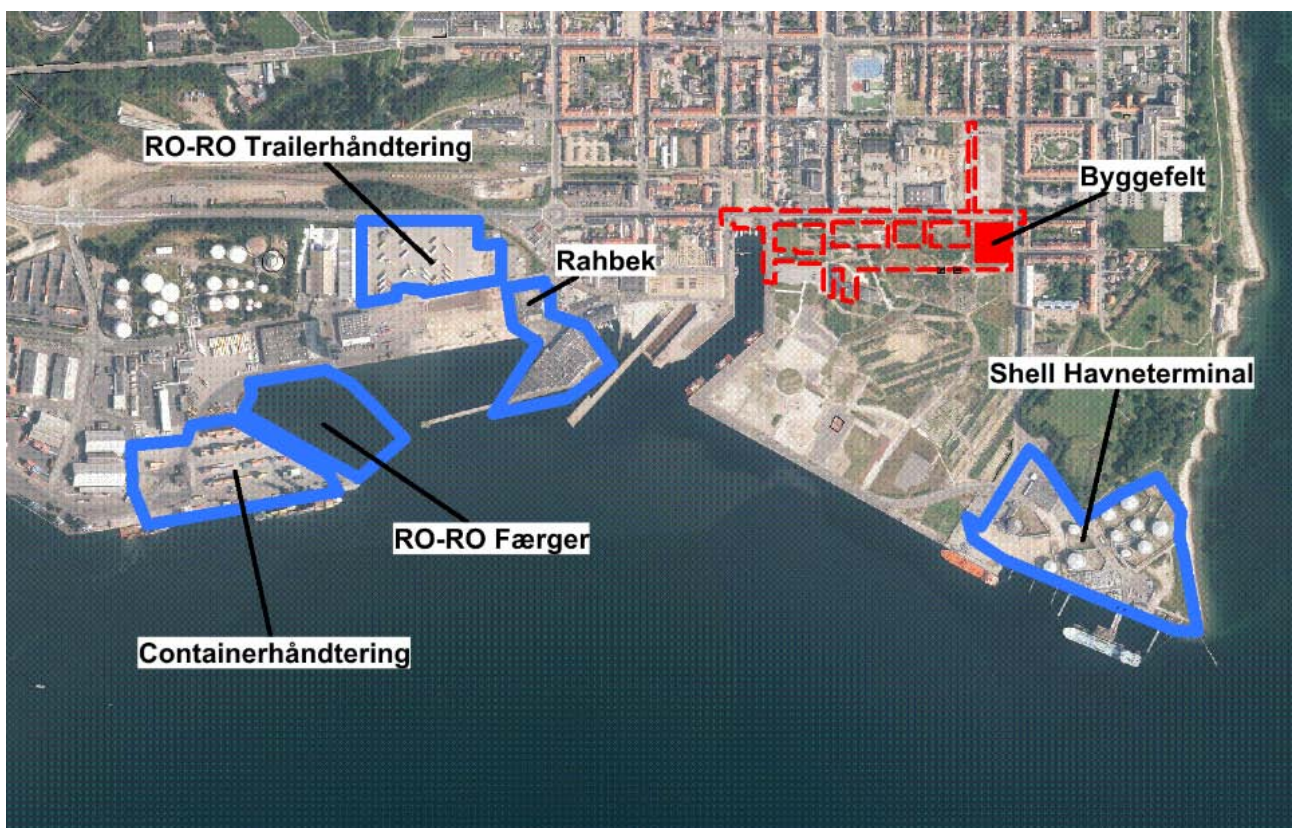 RO-RO Trailerhåndtering
Byggefelt
Rahbek
Shell Havneterminal
RO-RO Færger
Containerhåndtering